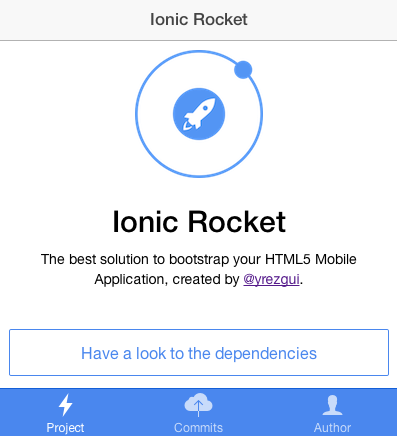 Ionic Rocket
Ionic Rocket
The best solution to bootstrap your HTML5 Mobile
Application, created by @yrezgui.
Have a look to the dependencies
Project Commits Author